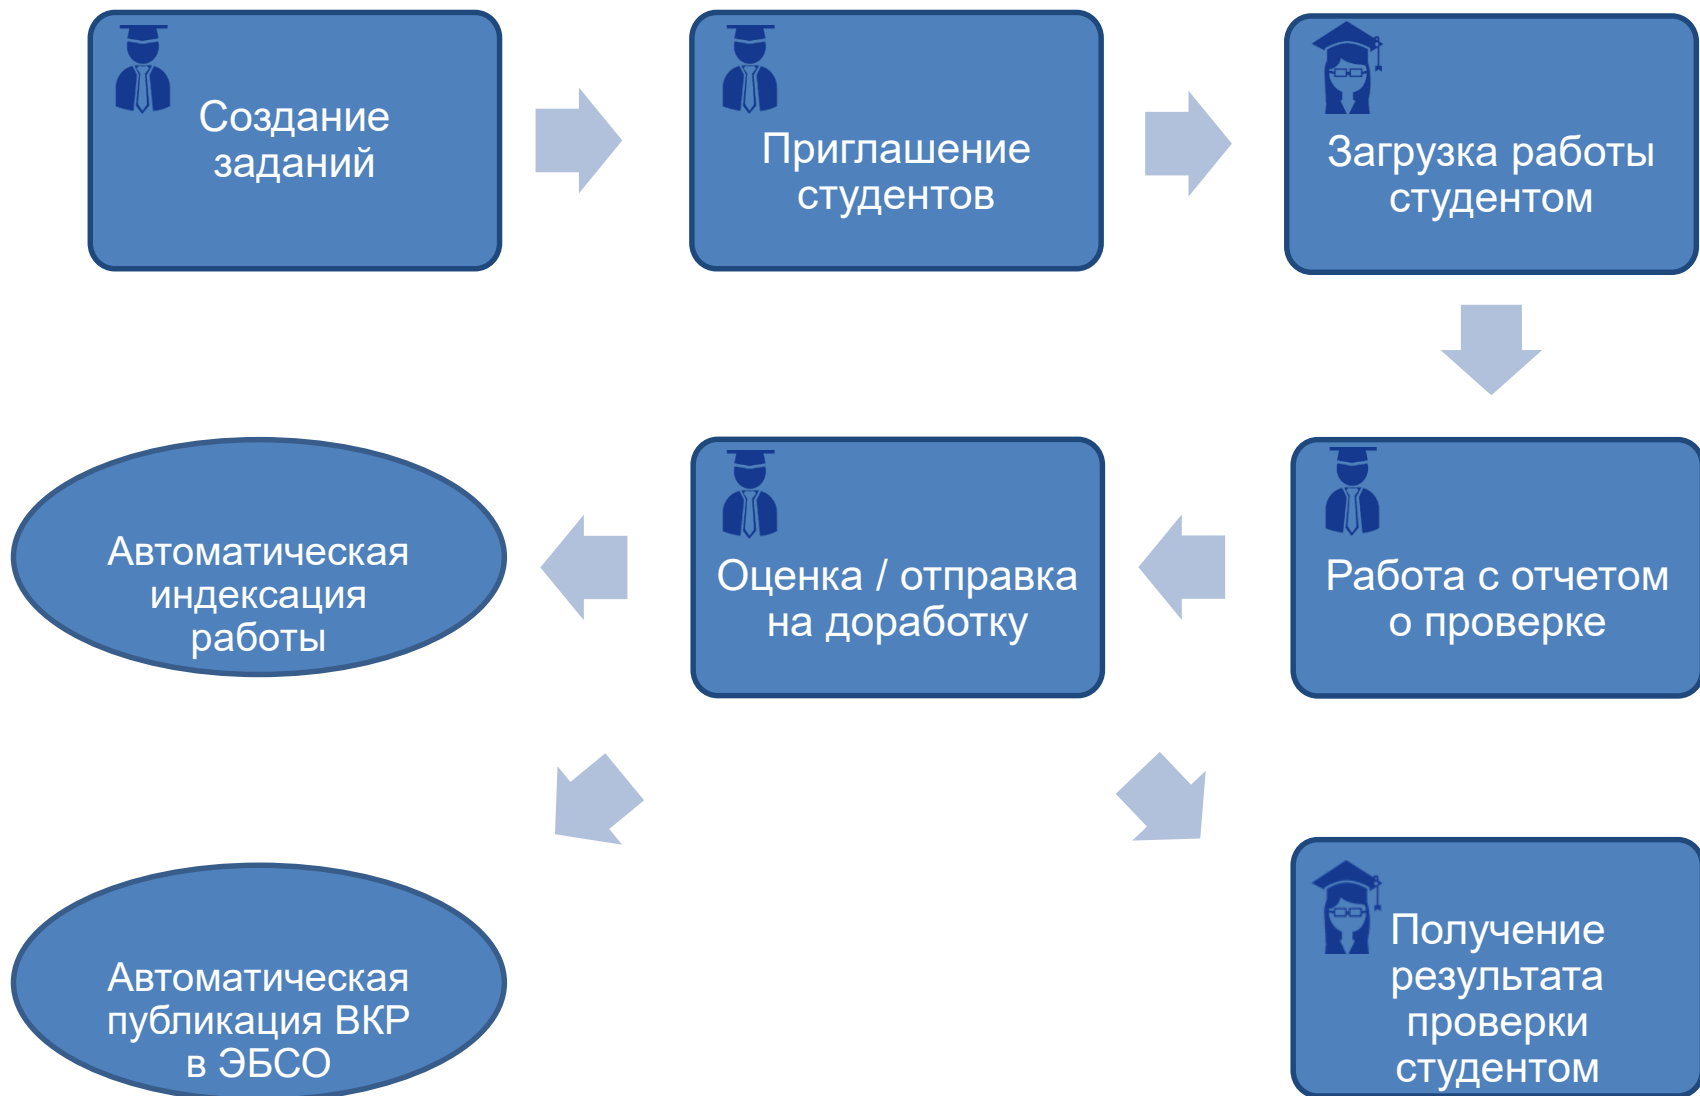 Создание
заданий
Приглашение
студентов
Загрузка работы
студентом
Автоматическая
индексация
работы
Оценка / отправка
на доработку
Работа с отчетом
о проверке
Автоматическая
публикация ВКР
в ЭБСО
Получение
результата
проверки
студентом